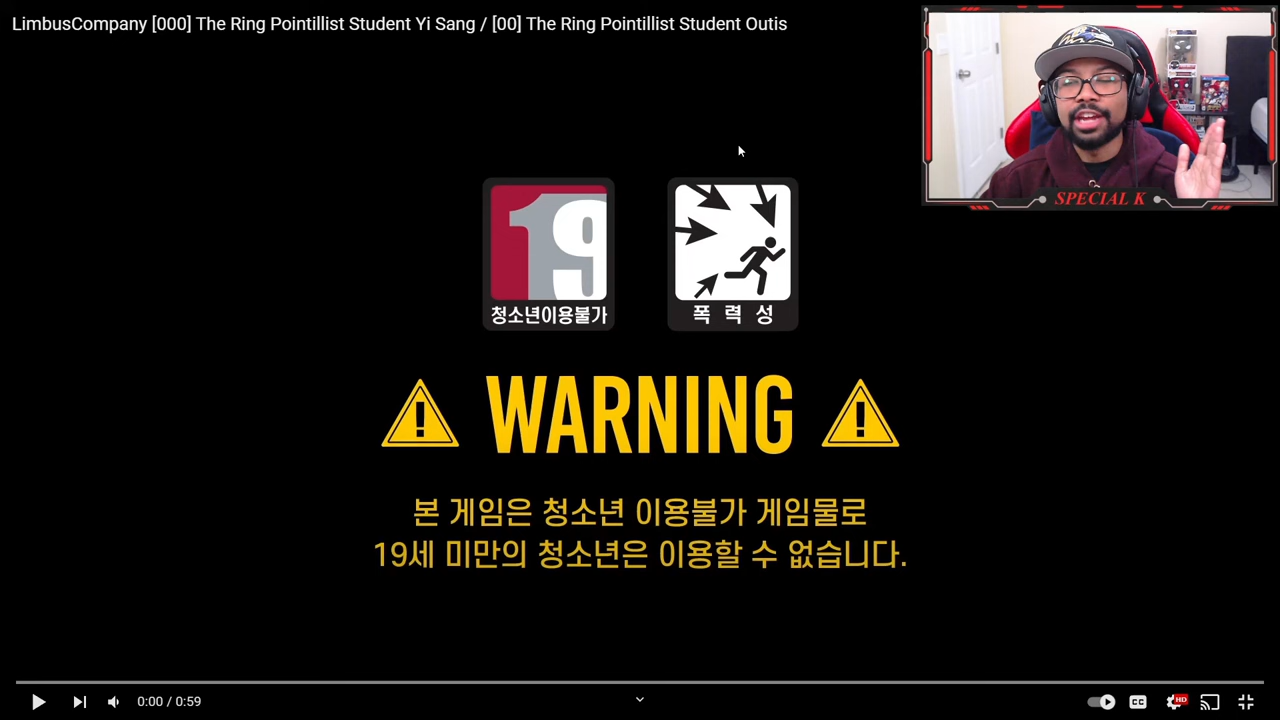 LimbusCompany [000] The Ring Pointillist Student Yi Sang / [00] The Ring Pointillist Student Outis
SPECIAL K
19
청소년이용불가
폭력성
! WARNING !
본 게임은 청소년 이용불가 게임물로
19세 미만의 청소년은 이용할 수 없습니다.
0:00 / 0:59
CC
HD